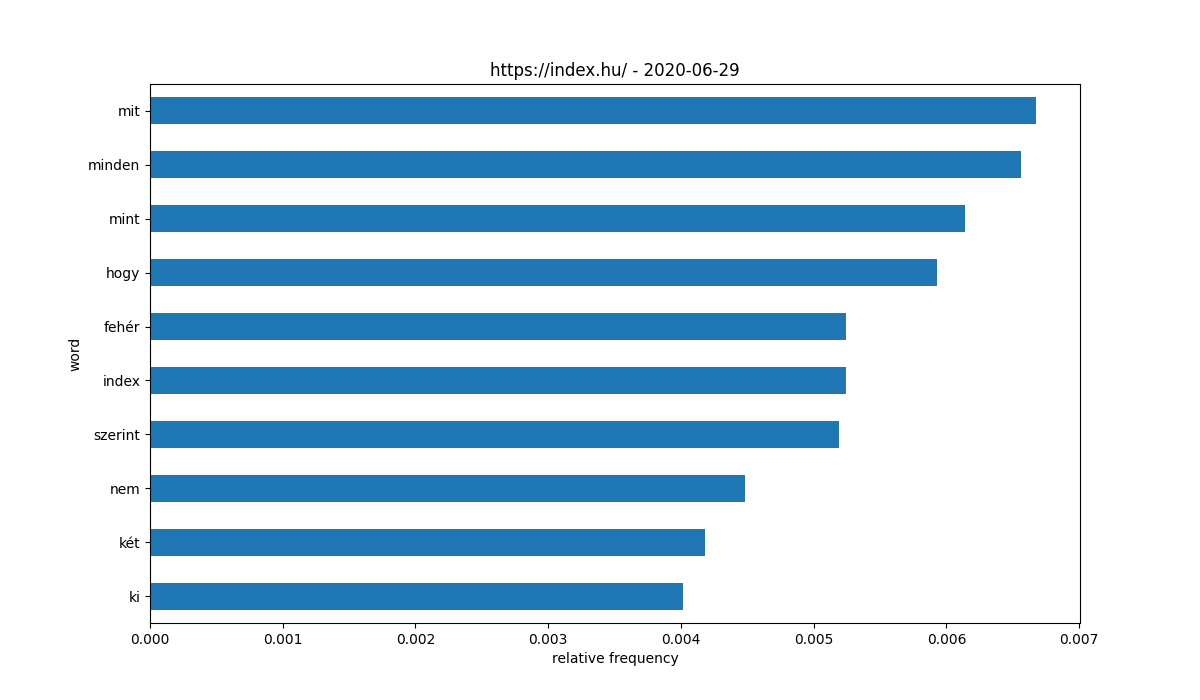 https://index.hu/ - 2020-06-29
mit
minden
mint
hogy
fehér
word
index
szerint
nem
két
ki
0.000 0.001 0.002 0.003 0.004 0.005 0.006 0.007
relative frequency